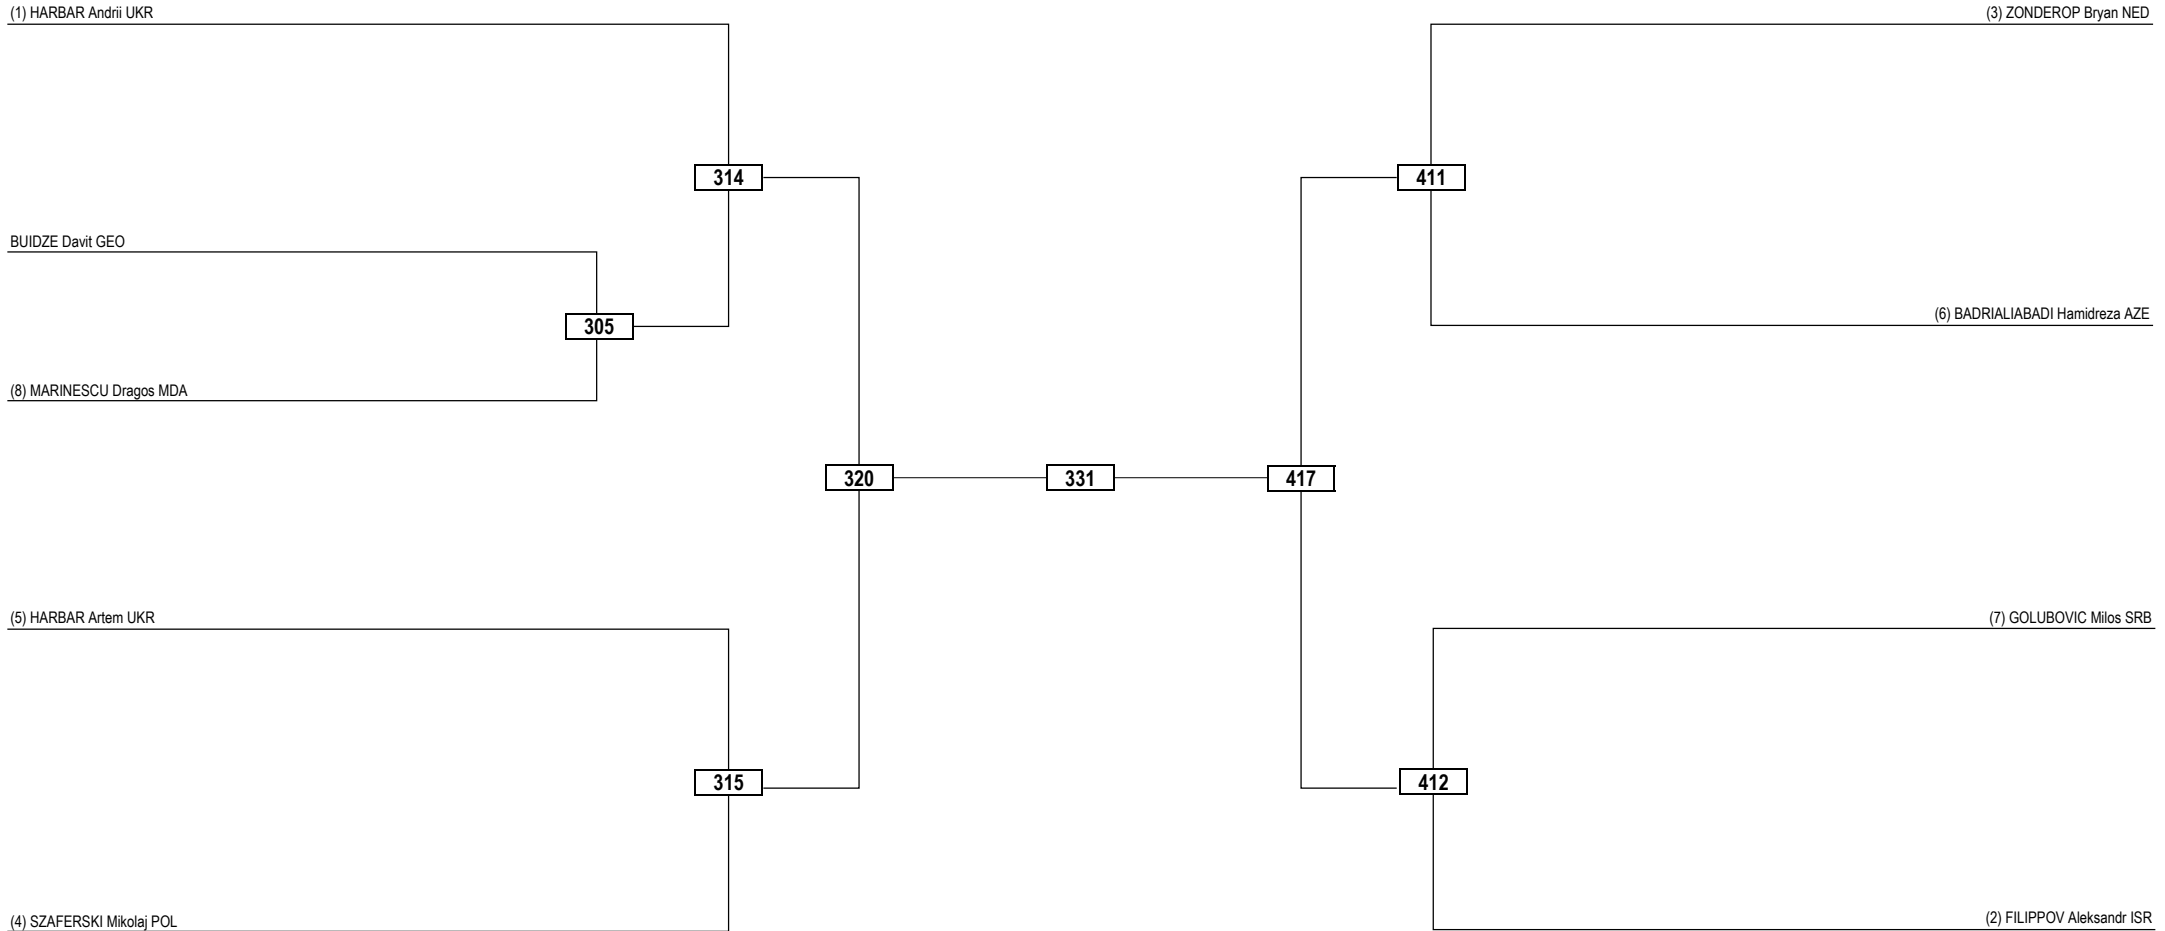 (1) HARBAR Andrii UKR
(3) ZONDEROP Bryan NED
314
411
BUIDZE Davit GEO
305
(6) BADRIALIABADI Hamidreza AZE
(8) MARINESCU Dragos MDA
320
331
417
(5) HARBAR Artem UKR
(7) GOLUBOVIC Milos SRB
315
412
(4) SZAFERSKI Mikolaj POL
(2) FILIPPOV Aleksandr ISR